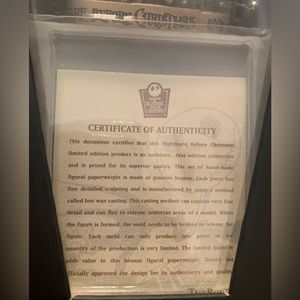 BEFORE CHRISTMAS
CERTIFICATE OF AUTHENTICITY
This document certifies that this Nightmare Before Christmas
limited edition product is an authentic, first edition collectible
and is prized for its superior quality. This set of hand-made
figural paperweight is made of genuine bronze. Each piece has
fine detailed sculpting and is manufactured by using a method
called lost wax casting. This casting method can capture very fine
detail and can flex to release undercut areas of a model. When
the figure is formed, the mold needs to be broken to release the
figure. Each mold can only produce one piece so the
quantity of the production is very limited. The limited quantity
adds value to this bronze figural paperweight. Disney has
officially approved the design for its authenticity and quality